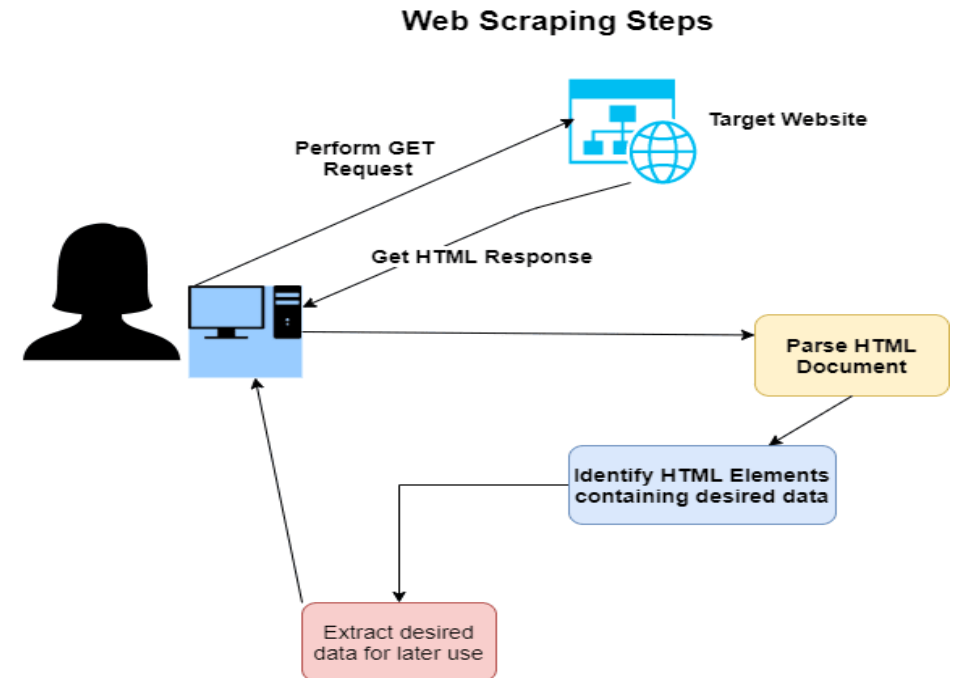 Web Scraping Steps
Target Website
Perform GET
Request
Get HTML Response
Parse HTML
Document
Identify HTML Elements
containing desired data
Extract desired
data for later use